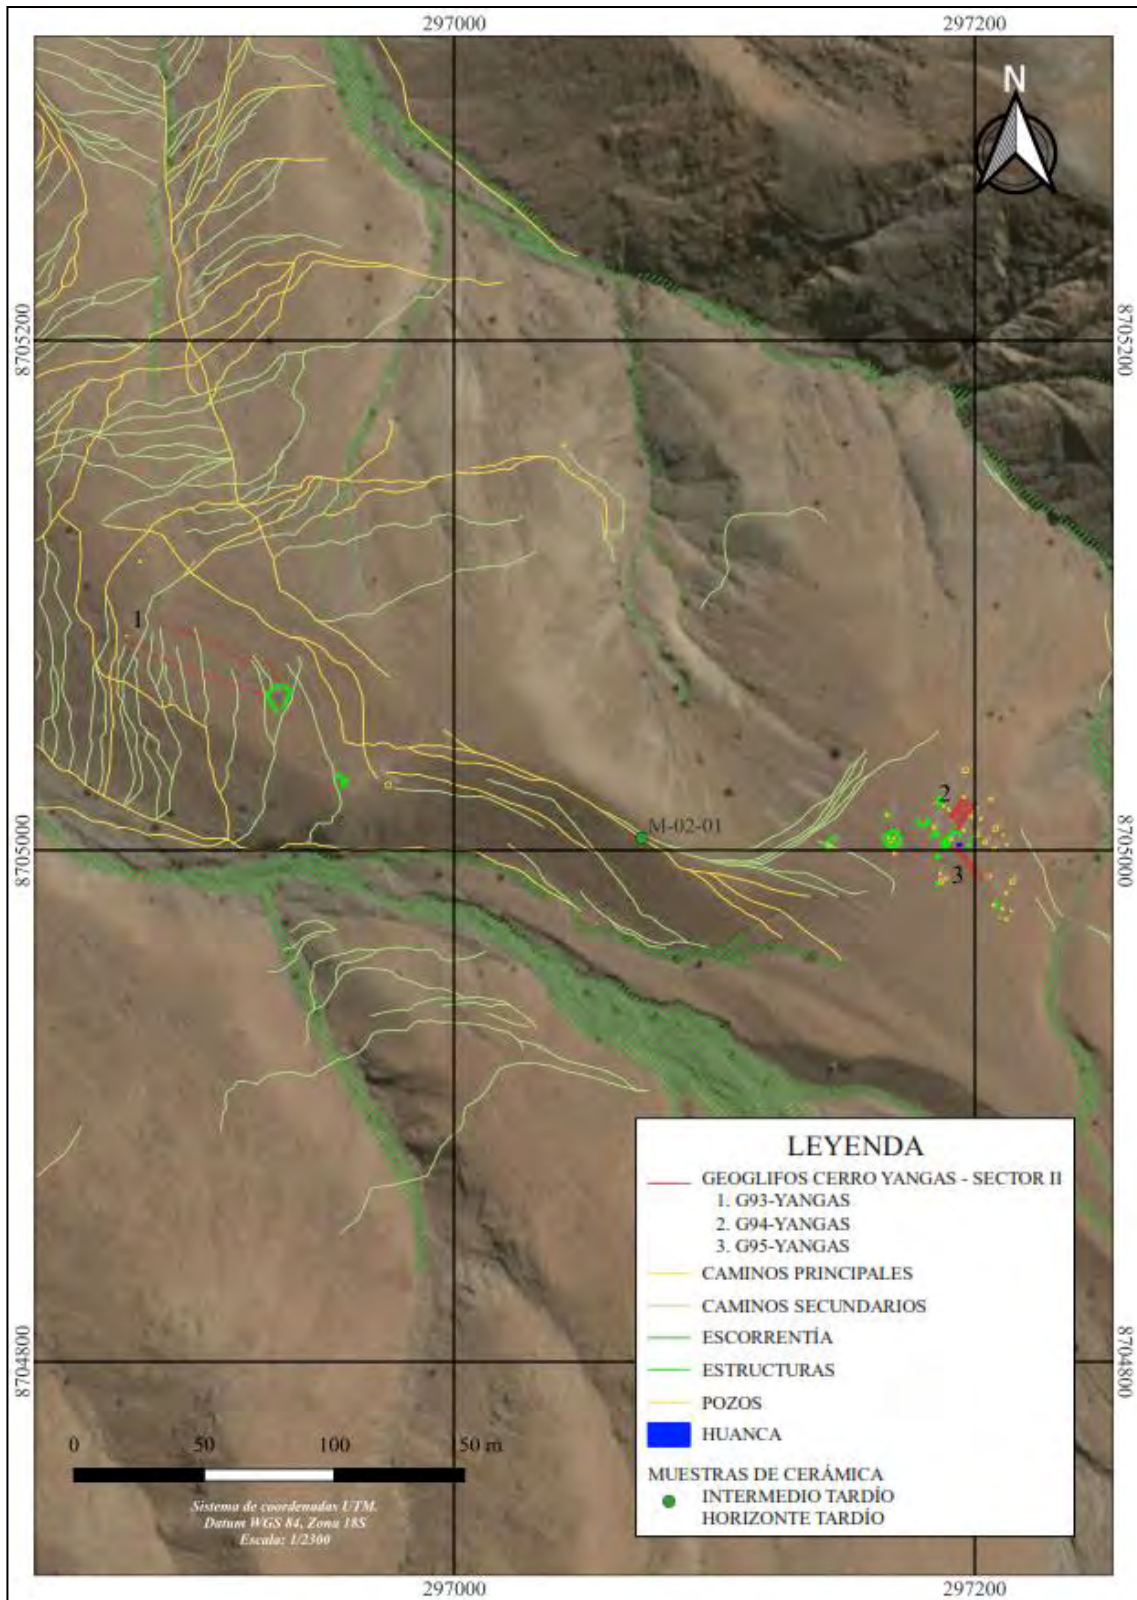 297000
297200
N
8705200
8705200
1
M-02-01
2
3
8705000
8705000
LEYENDA
GEOGLIFOS CERRO YANGAS - SECTOR II
1. G93-YANGAS
2. G94-YANGAS
3. G95-YANGAS
CAMINOS PRINCIPALES
CAMINOS SECUNDARIOS
ESCORRENTÍA
ESTRUCTURAS
POZOS
HUANCA
MUESTRAS DE CERÁMICA
INTERMEDIO TARDÍO
HORIZONTE TARDÍO
8704800
8704800
0 50 100 150 m
Sistema de coordenadas UTM.
Datum WGS 84, Zona 18S
Escala: 1/2300
297000
297200